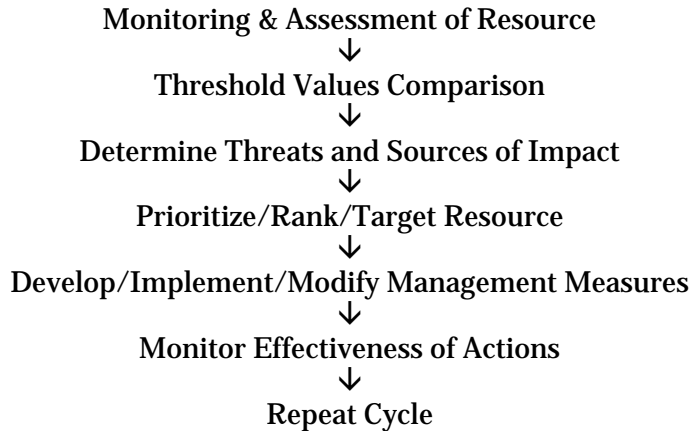 Monitoring & Assessment of Resource
↓
Threshold Values Comparison
↓
Determine Threats and Sources of Impact
↓
Prioritize/Rank/Target Resource
↓
Develop/Implement/Modify Management Measures
↓
Monitor Effectiveness of Actions
↓
Repeat Cycle